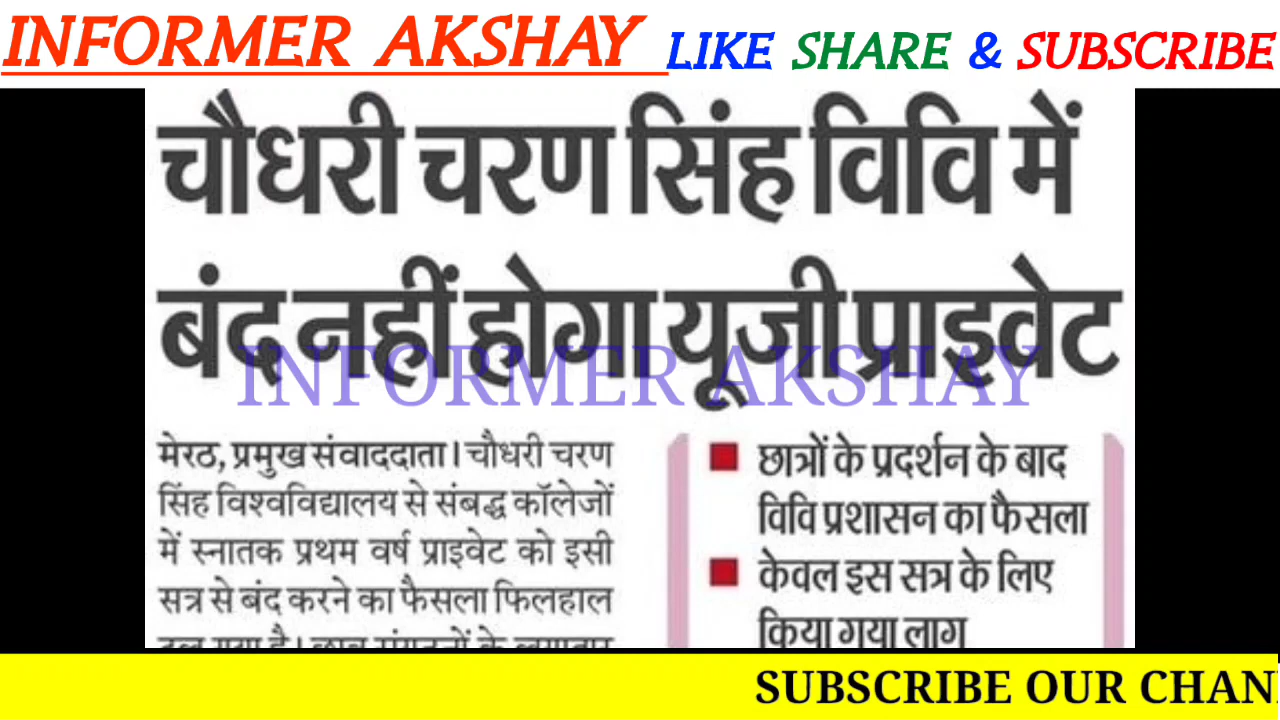 INFORMER AKSHAY LIKE SHARE & SUBSCRIBE
चौधरी चरण सिंह विवि में
बंद नहीं होगा यूजी प्राइवेट
INFORMER AKSHAY
मेरठ, प्रमुख संवाददाता। चौधरी चरण
सिंह विश्वविद्यालय से संबद्ध कॉलेजों
में स्नातक प्रथम वर्ष प्राइवेट को इसी
सत्र से बंद करने का फैसला फिलहाल
छात्रों के प्रदर्शन के बाद
विवि प्रशासन का फैसला
केवल इस सत्र के लिए
किया गया
SUBSCRIBE OUR CHAN